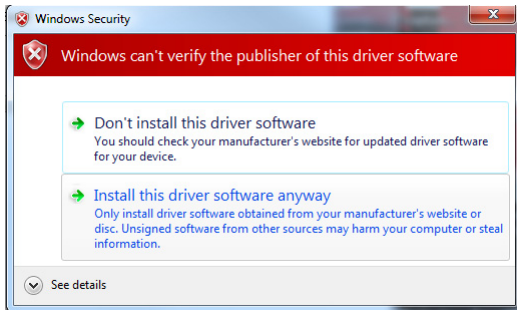 Windows Security
Windows can't verify the publisher of this driver software
Don't install this driver software
You should check your manufacturer's website for updated driver software
for your device.
Install this driver software anyway
Only install driver software obtained from your manufacturer's website or
disc. Unsigned software from other sources may harm your computer or steal
information.
See details